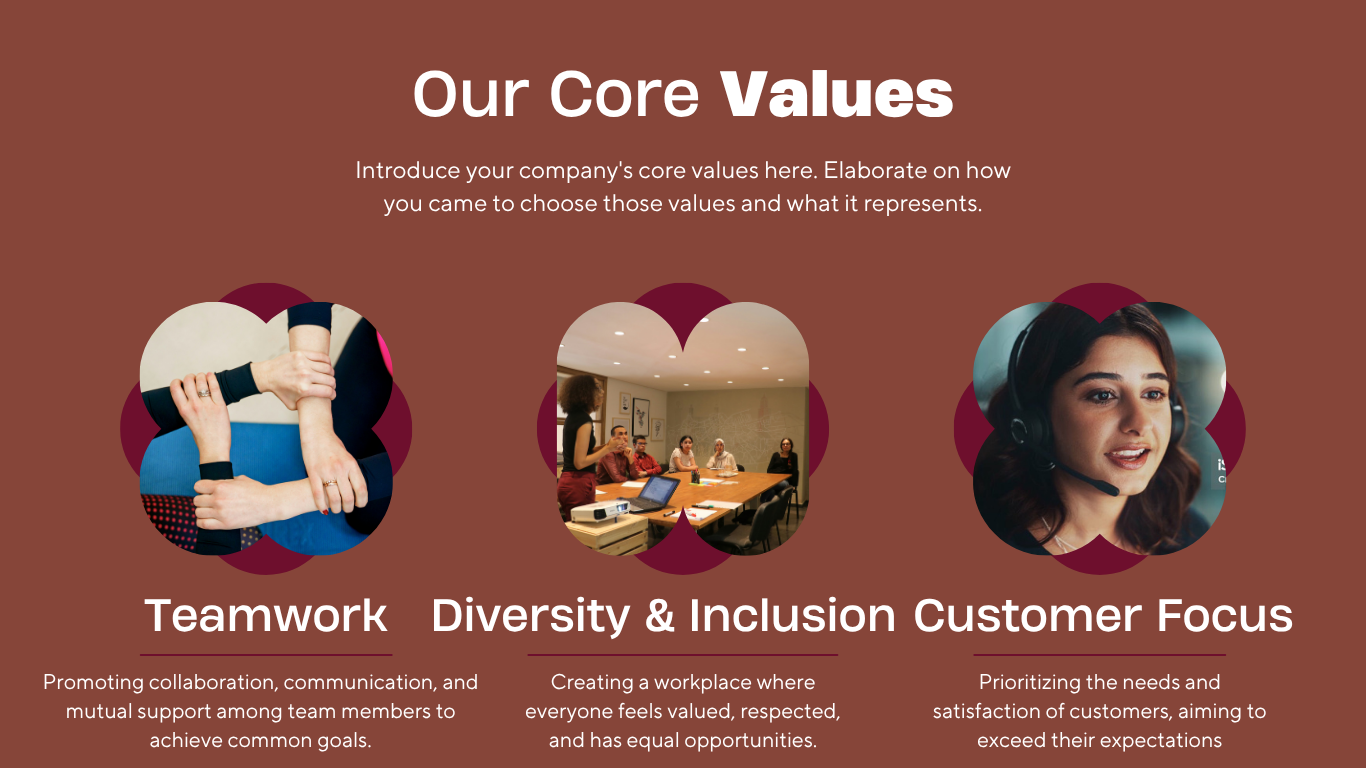 Our Core Values
Introduce your company's core values here. Elaborate on how
you came to choose those values and what it represents.
Teamwork
Promoting collaboration, communication, and
mutual support among team members to
achieve common goals.
Diversity & Inclusion
Creating a workplace where
everyone feels valued, respected,
and has equal opportunities.
Customer Focus
Prioritizing the needs and
satisfaction of customers, aiming to
exceed their expectations